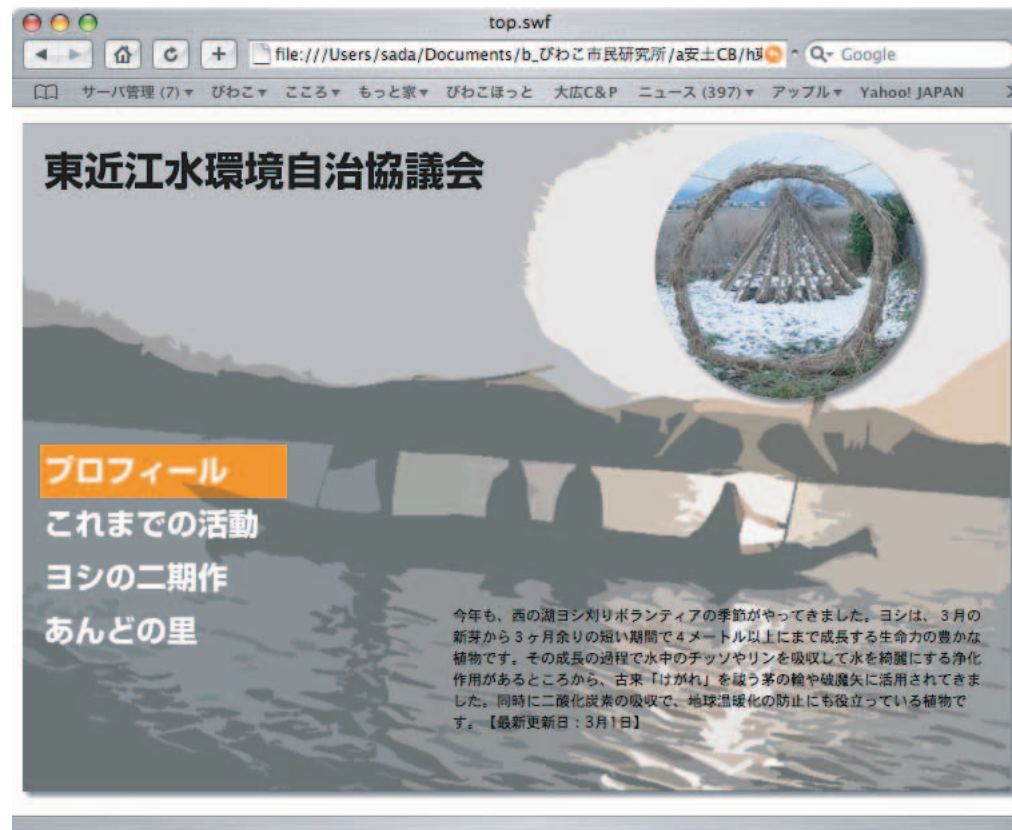 top.swf
file:///Users/sada/Documents/b_びわこ市民研究所/a安土CB/h
Google
サーバ管理 (7) びわこ こころ もっと家 びわこほっと 大広C&P ニュース (397) アップル Yahoo! JAPAN
東近江水環境自治協議会
プロフィール
これまでの活動
ヨシの二期作
あんどの里
今年も、西の湖ヨシ刈りボランティアの季節がやってきました。ヨシは、３月の
新芽から３ヶ月余りの短い期間で４メートル以上にまで成長する生命力の豊かな
植物です。その成長の過程で水中のチッソやリンを吸収して水を綺麗にする浄化
作用があるところから、古来「けがれ」を祓う茅の輪や破魔矢に活用されてきま
した。同時に二酸化炭素の吸収で、地球温暖化の防止にも役立っている植物で
す。【最新更新日：3月1日】